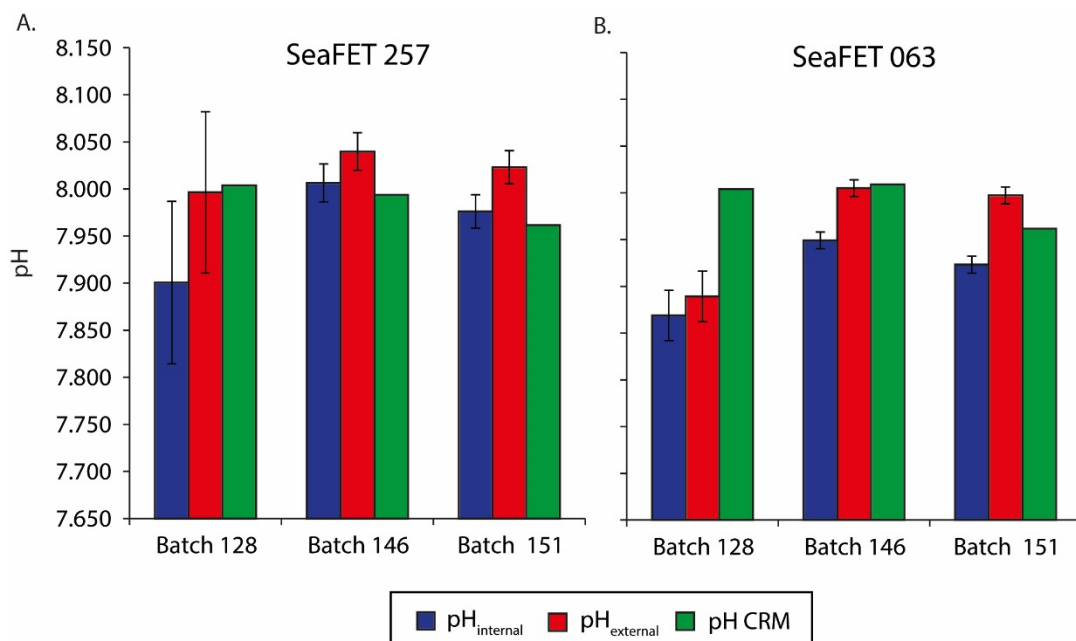 A.
SeaFET 257
8.150
8.100
8.050
8.000
7.950
7.900
7.850
7.800
7.750
7.700
7.650
pH
Batch 128 Batch 146 Batch 151
B.
SeaFET 063
Batch 128 Batch 146 Batch 151
pHinternal pHexternal pH CRM